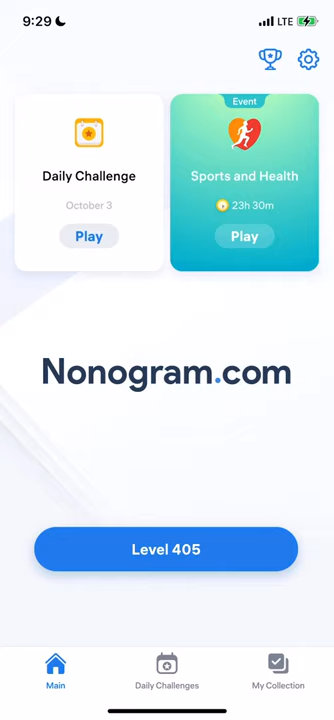 9:29
LTE
Event
Daily Challenge
Sports and Health
October 3
23h 30m
Play
Play
Nonogram.com
Level 405
Main
Daily Challenges
My Collection